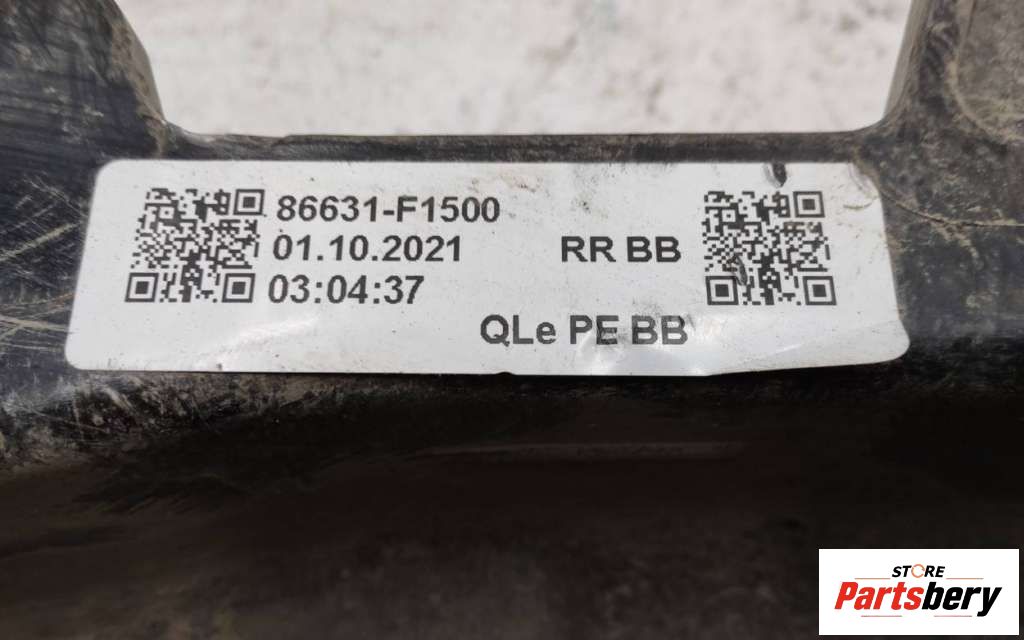 86631-F1500
01.10.2021 RR BB
03:04:37
QLe PE BB
STORE
Partsbery